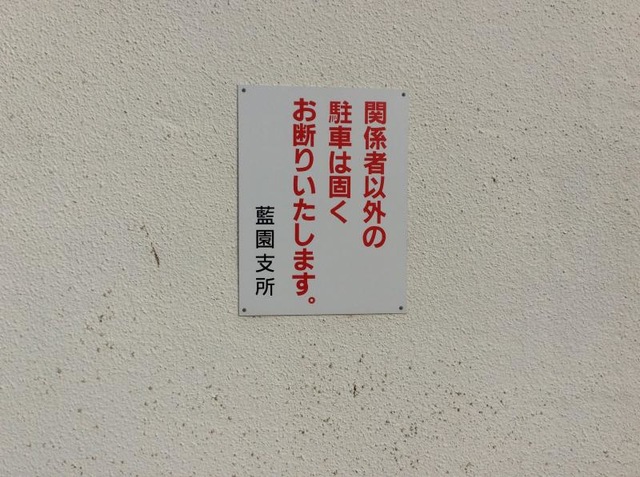 関係者以外の
駐車は固く
お断りいたします。
藍園支所